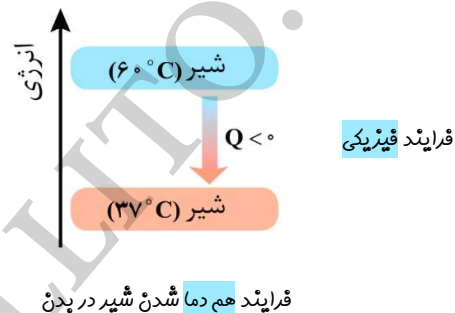 انرژی
شیر (۶۰°C)
Q < ۰
فرایند فیزیکی
شیر (۳۷°C)
فرایند هم دما شدن شیر در بدن